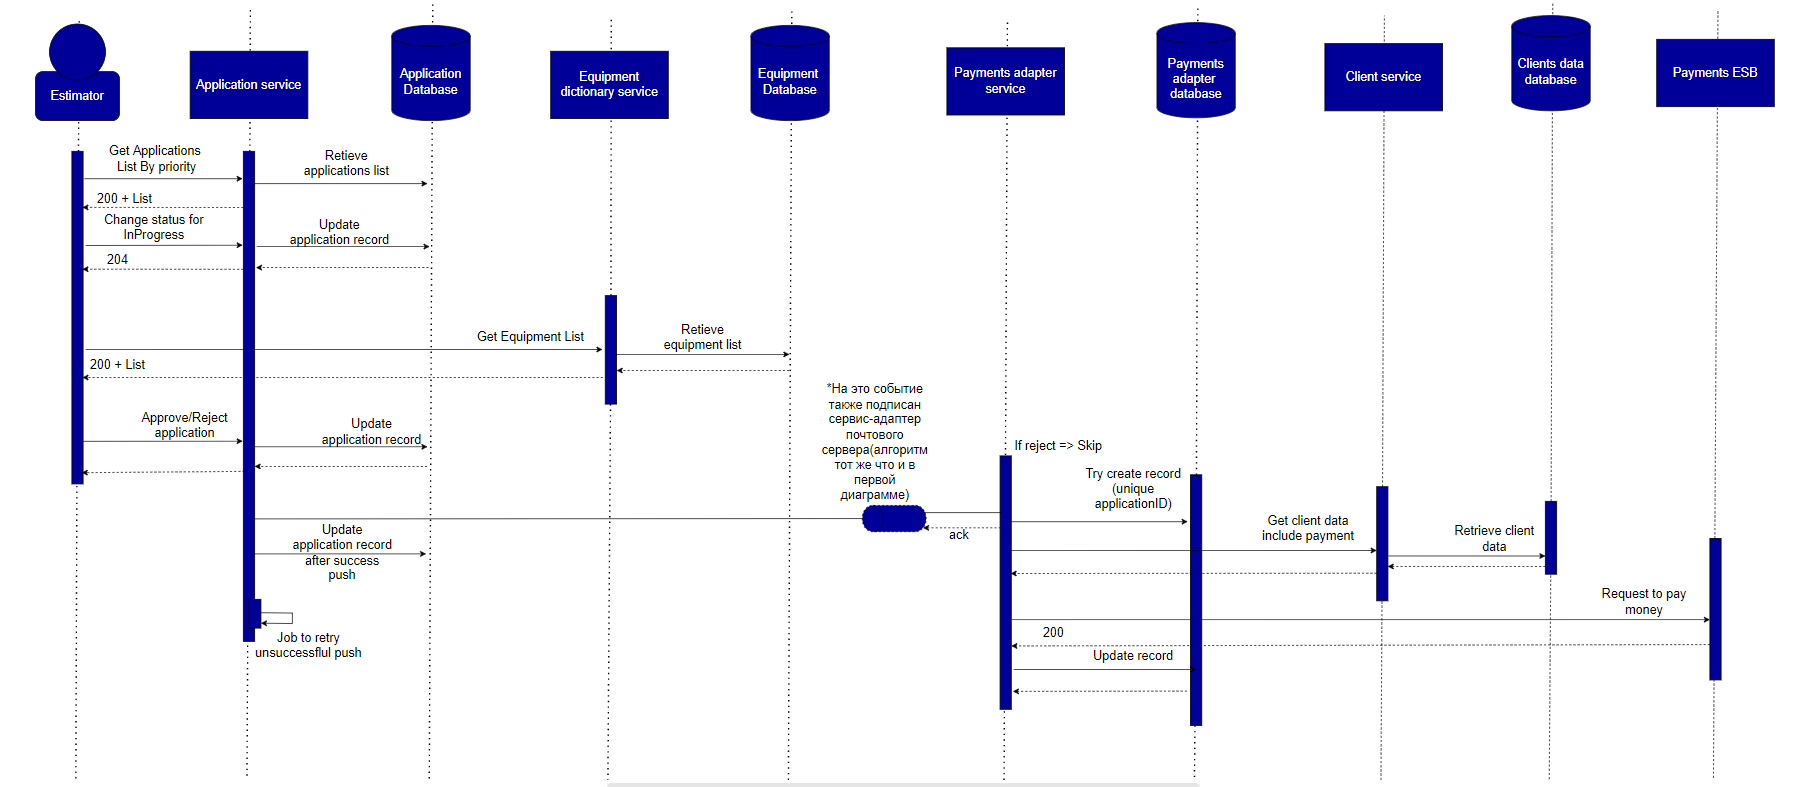 Estimator
Application service
Application
Database
Equipment
dictionary service
Equipment
Database
Payments adapter
service
Payments
adapter
database
Client service
Clients data
database
Payments ESB
Get Applications
List By priority
Retieve
applications list
200 + List
Change status for
InProgress
Update
application record
204
Get Equipment List
Retieve
equipment list
200 + List
*На это событие
также подписан
сервис-адаптер
почтового
сервера(алгоритм
тот же что и в
первой
диаграмме)
Approve/Reject
application
Update
application record
If reject => Skip
Try create record
(unique
applicationID)
ack
Get client data
include payment
Retrieve client
data
Update
application record
after success
push
Request to pay
money
200
Update record
Job to retry
unsuccessflul push